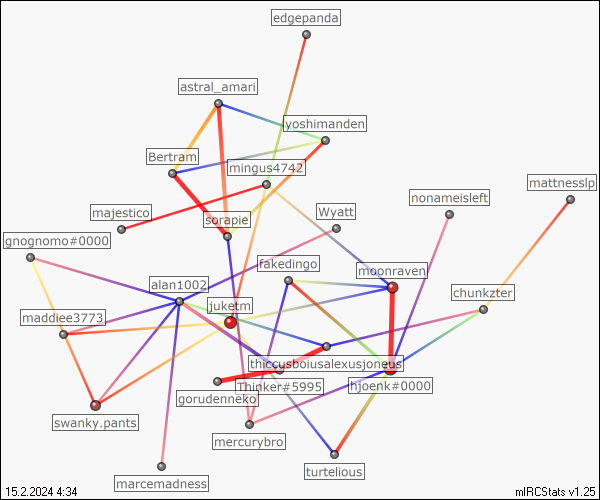 edgepanda
astral_amari
yoshimanden
Bertram
mingus4742
mattnesslp
nonameisleft
majestico
sorapie
Wyatt
gnognomo#0000
fakedingo
moonraven
alan1002
chunkzter
juketm
maddiee3773
thiccusboiusalexusjoneus
Thinker#5995
hjoenk#0000
gorudenneko
swanky.pants
mercurybro
turtelious
marcemadness
15.2.2024 4:34
mIRCStats v1.25